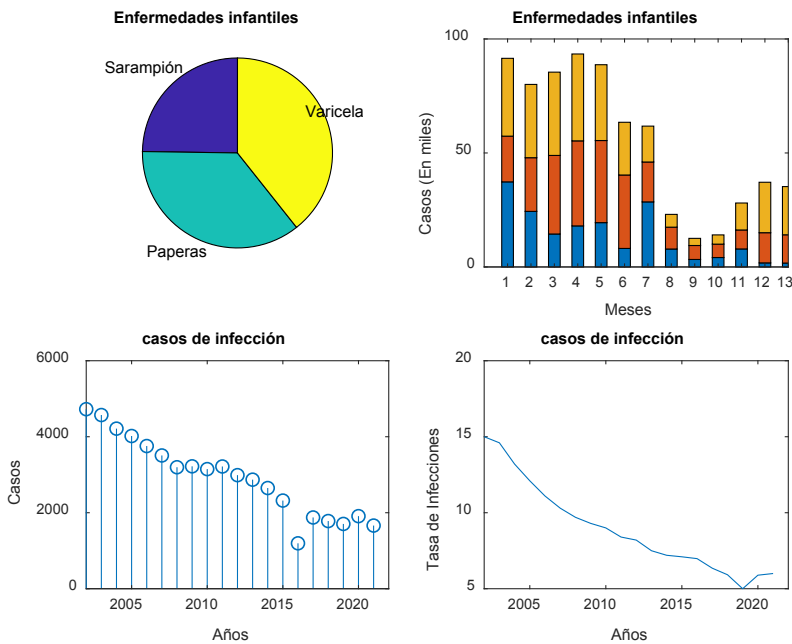 Enfermedades infantiles
Sarampión
Varicela
Paperas
Enfermedades infantiles
100
50
0
Casos (En miles)
1 2 3 4 5 6 7 8 9 10 11 12 13
Meses
casos de infección
6000
4000
2000
0
Casos
2005 2010 2015 2020
Años
casos de infección
20
15
10
5
Tasa de Infecciones
2005 2010 2015 2020
Años